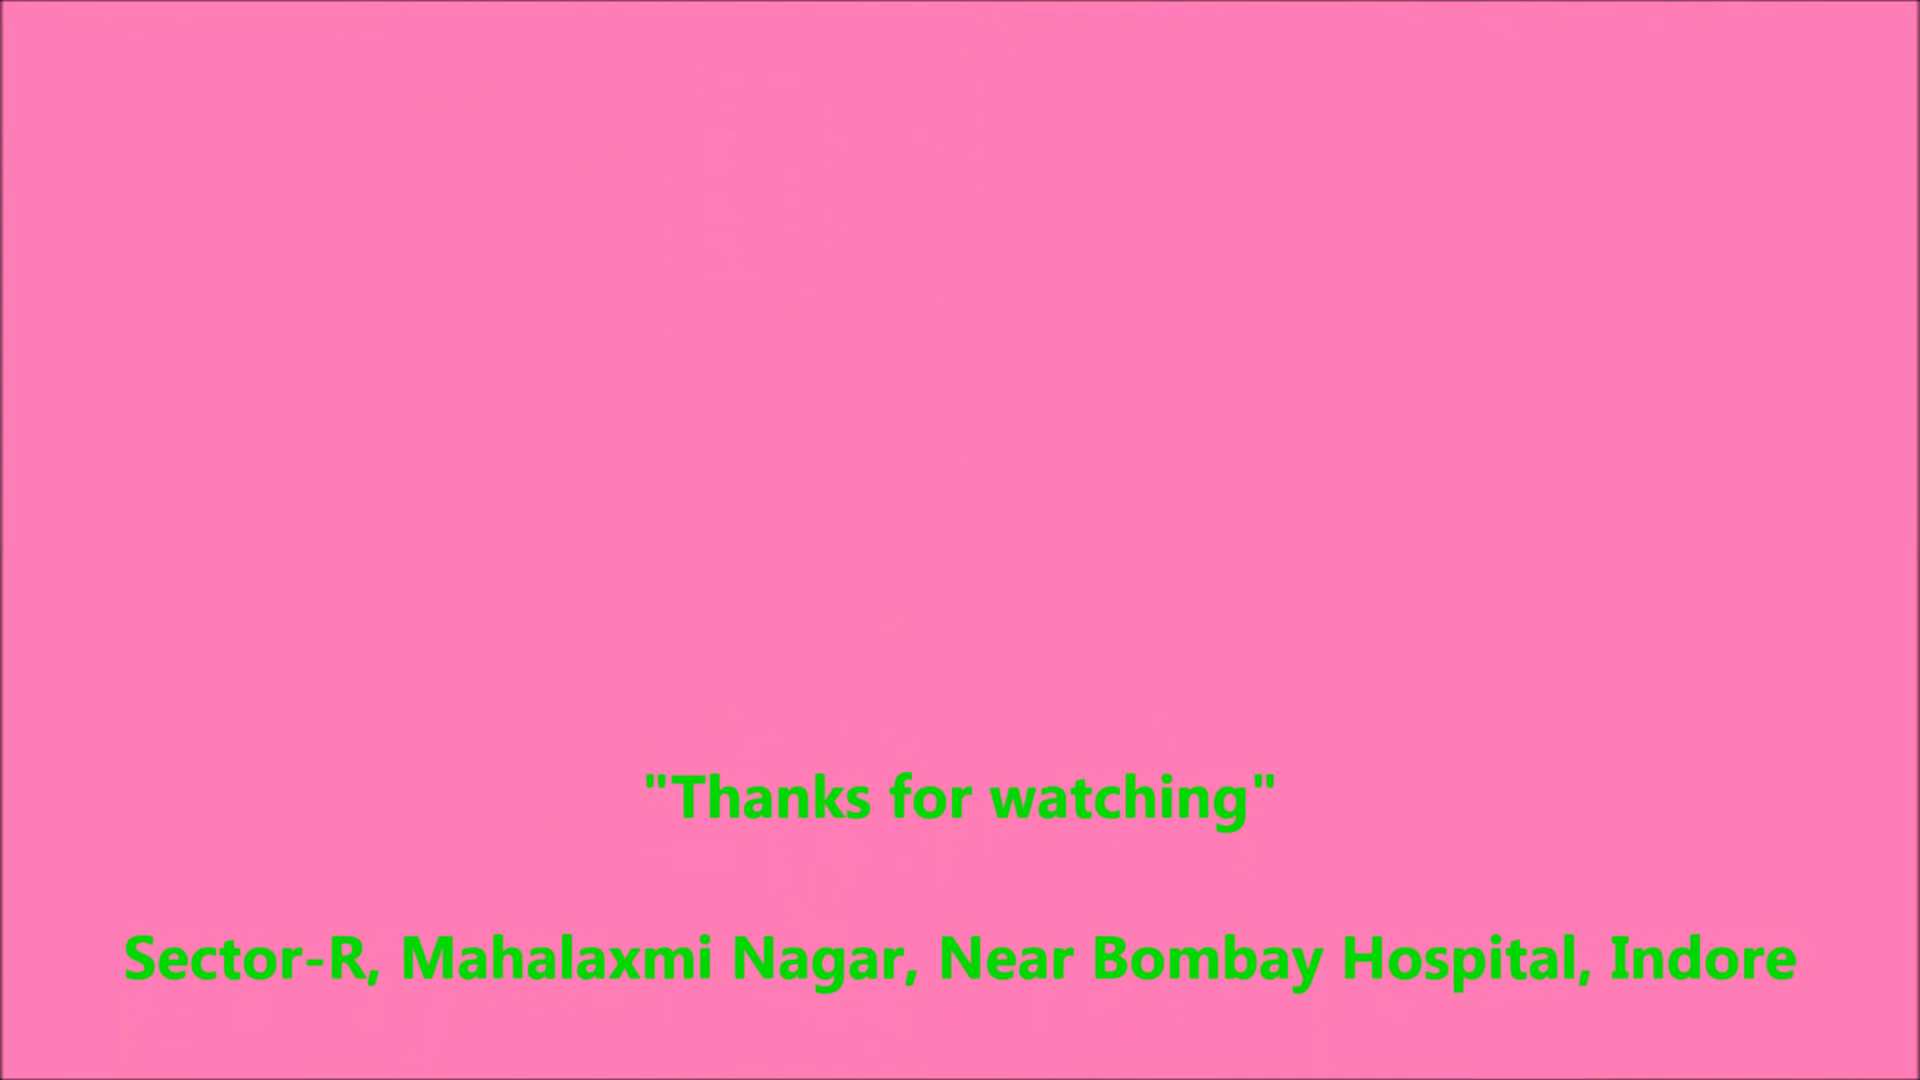 "Thanks for watching"
Sector-R, Mahalaxmi Nagar, Near Bombay Hospital, Indore